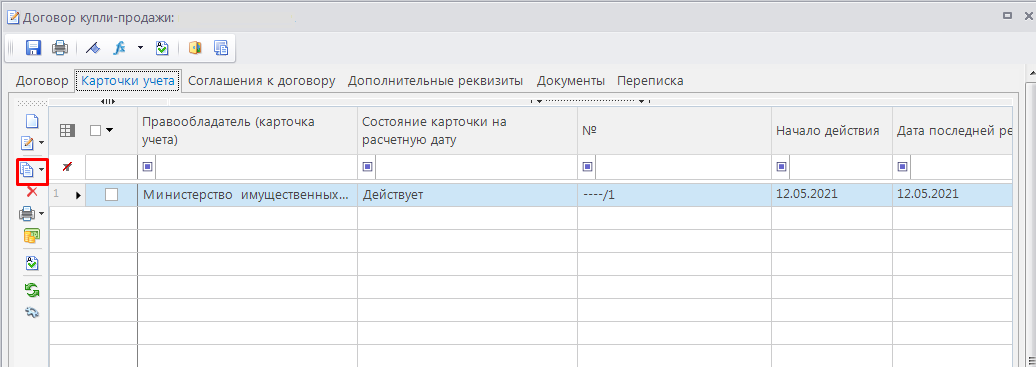 Договор купли-продажи:
fx
Договор Карточки учета Соглашения к договору Дополнительные реквизиты Документы Переписка
Правообладатель (карточка учета)
Состояние карточки на расчетную дату
№
Начало действия
Дата последней ре
1 Министерство имущественных... Действует ----/1 12.05.2021 12.05.2021